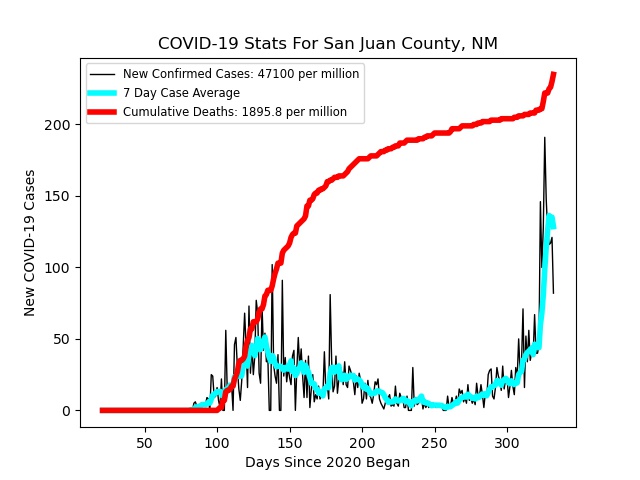 COVID-19 Stats For San Juan County, NM
New Confirmed Cases: 47100 per million
7 Day Case Average
Cumulative Deaths: 1895.8 per million
200
150
100
50
0
New COVID-19 Cases
50 100 150 200 250 300
Days Since 2020 Began